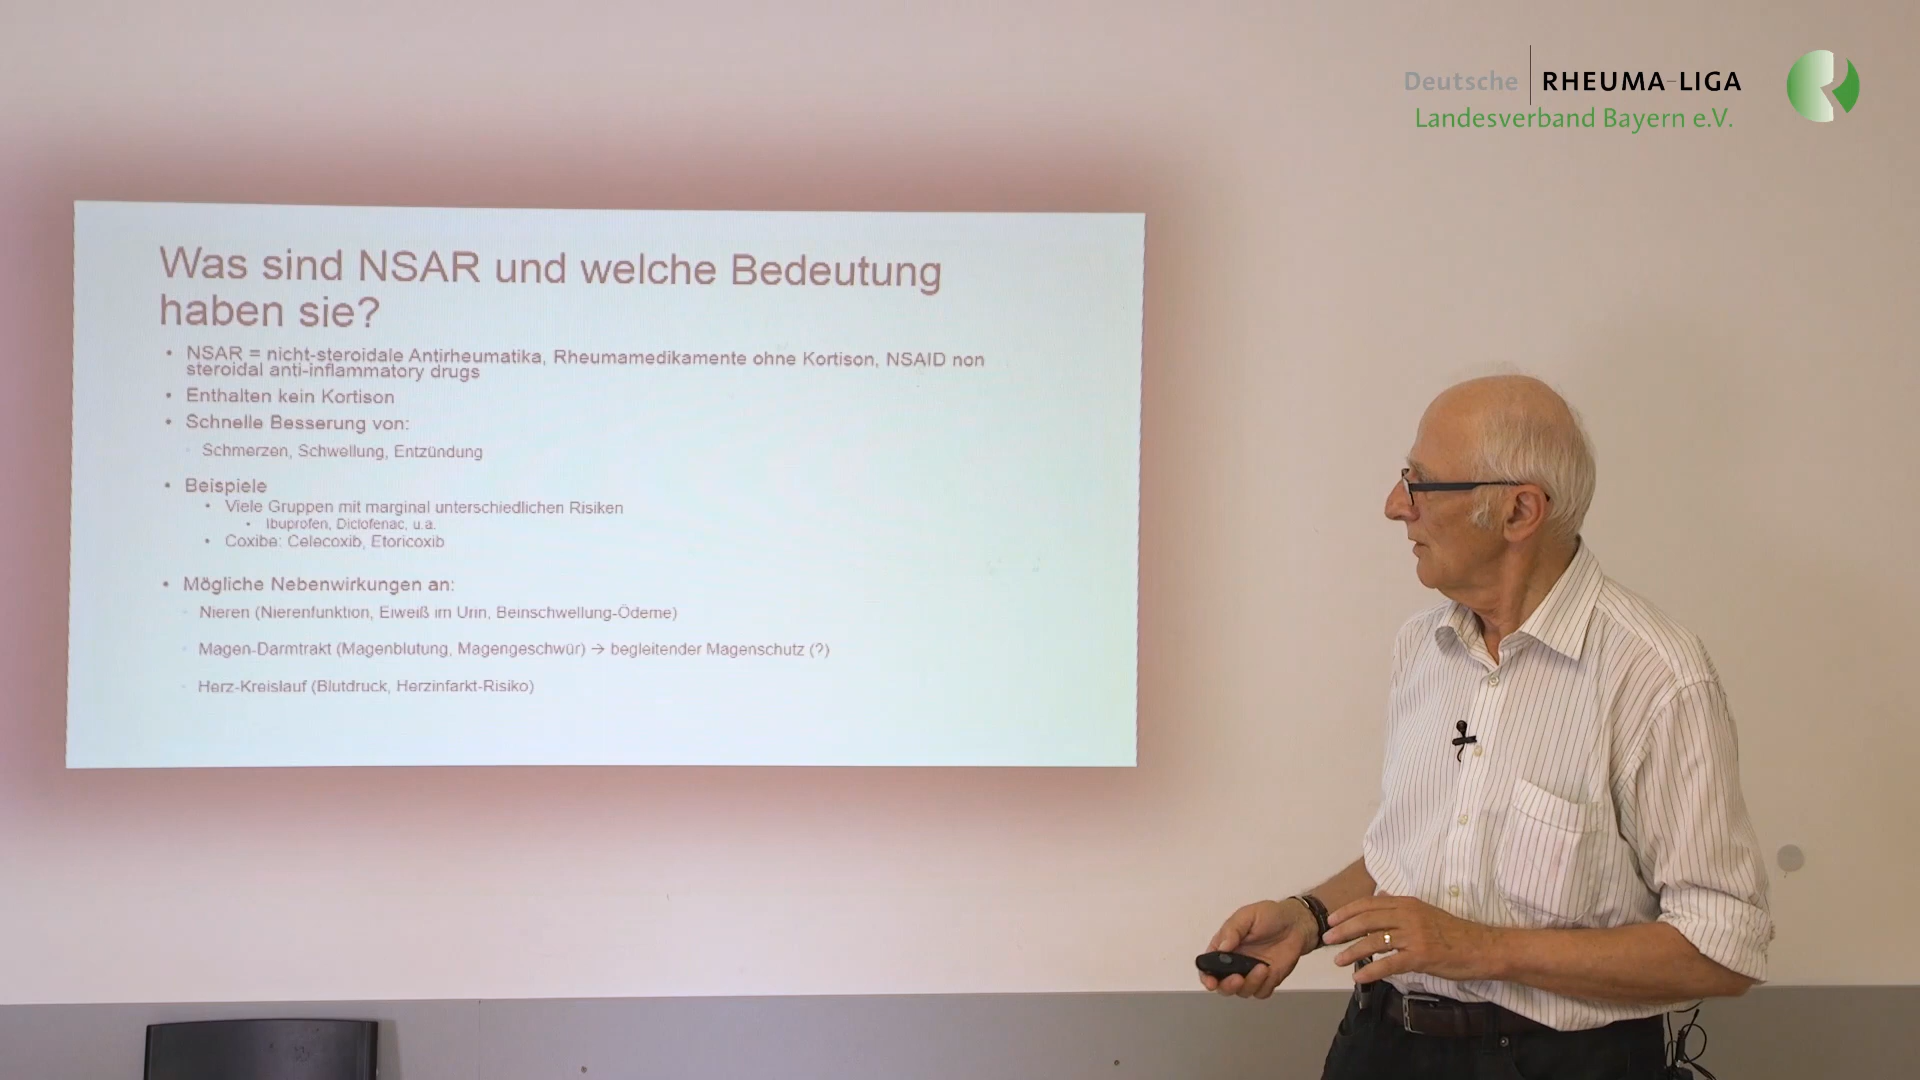 Deutsche RHEUMA-LIGA
Landesverband Bayern e.V.
Was sind NSAR und welche Bedeutung
haben sie?
• NSAR = nicht-steroidale Antirheumatika, Rheumamedikamente ohne Kortison, NSAID non
steroidal anti-inflammatory drugs
• Enthalten kein Kortison
• Schnelle Besserung von:
- Schmerzen, Schwellung, Entzündung
• Beispiele
• Viele Gruppen mit marginal unterschiedlichen Risiken
• Ibuprofen, Diclofenac, u.a.
• Coxibe: Celecoxib, Etoricoxib
• Mögliche Nebenwirkungen an:
- Nieren (Nierenfunktion, Eiweiß im Urin, Beinschwellung-Ödeme)
- Magen-Darmtrakt (Magenblutung, Magengeschwür) → begleitender Magenschutz (?)
- Herz-Kreislauf (Blutdruck, Herzinfarkt-Risiko)